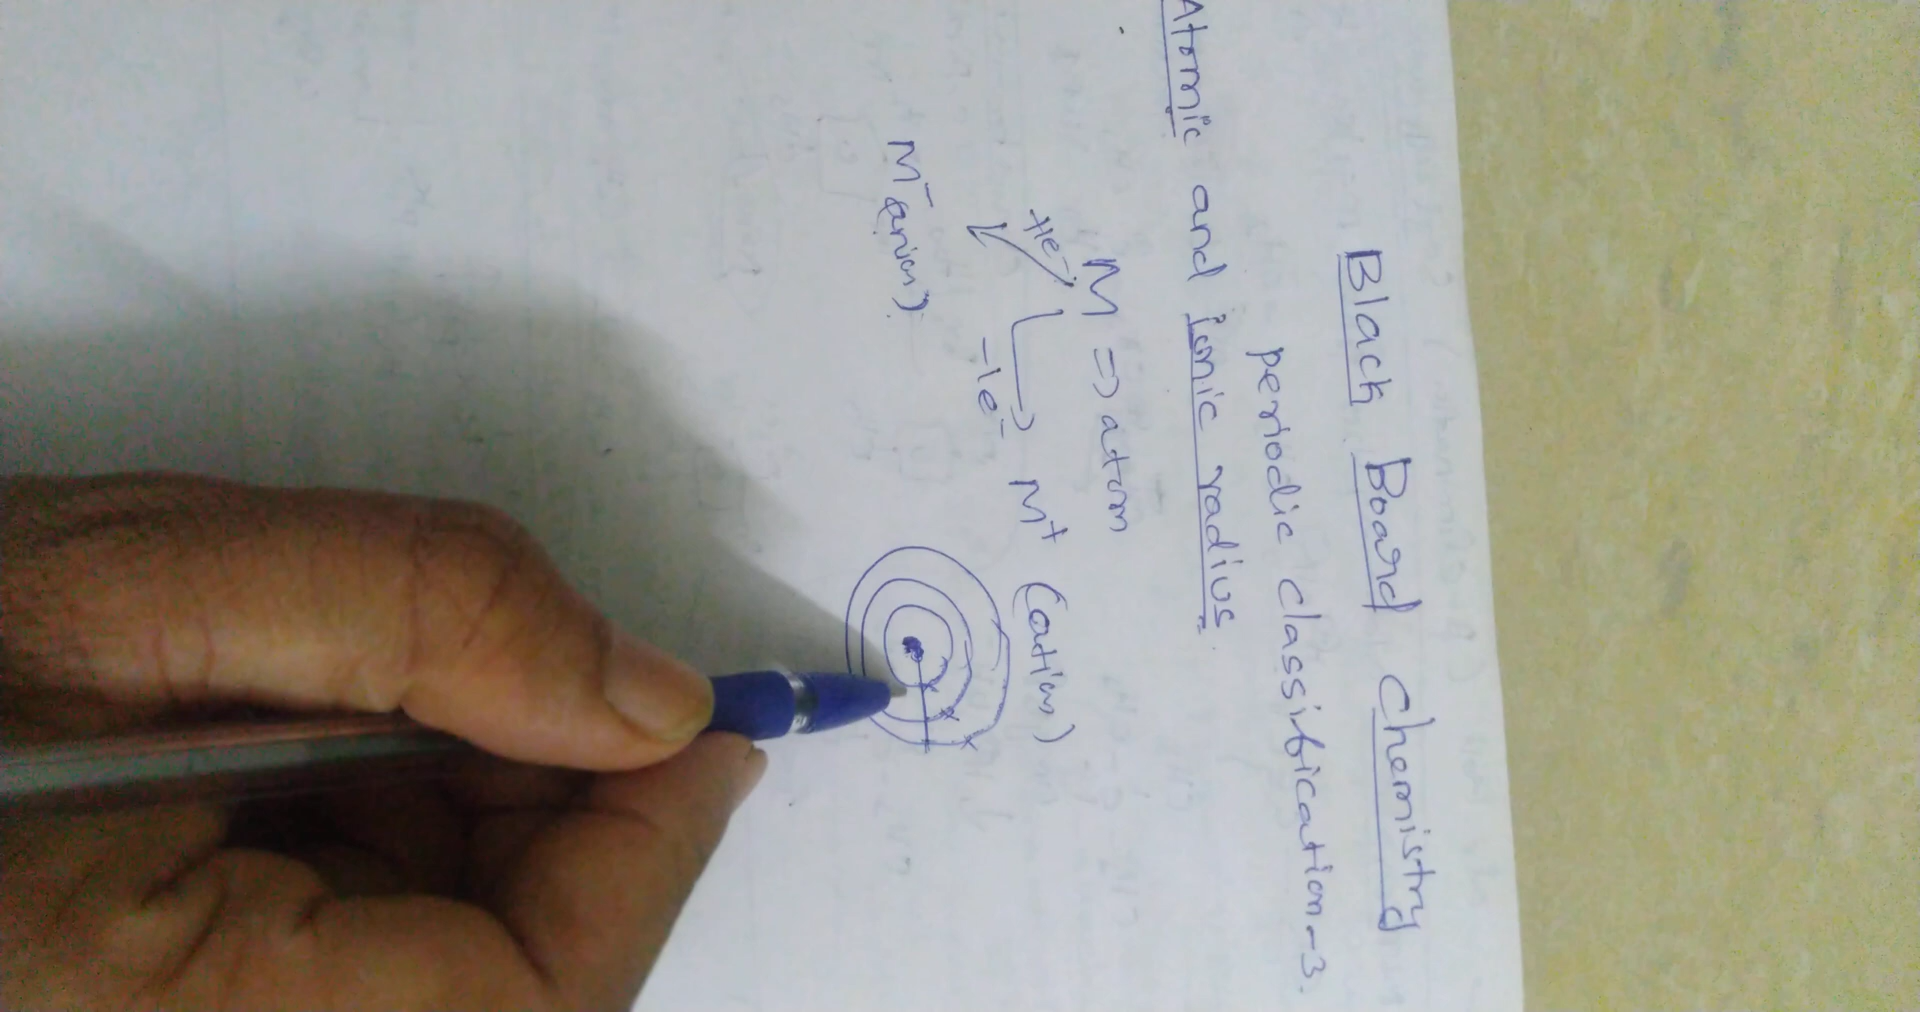 Black Board Chemistry
periodic classification-3.
Atomic and ionic radius.
M => atom
+1e-
-1e-
M+ (cation)
M- (anion)